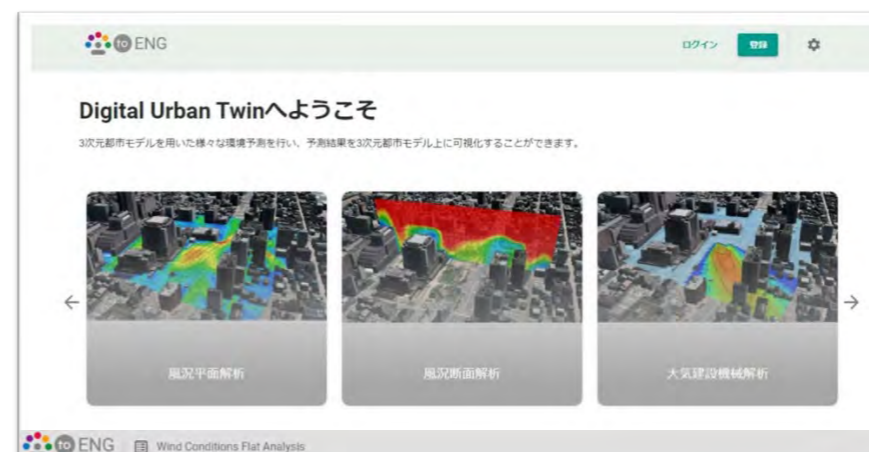 to ENG
ログイン
登録
Digital Urban Twinへようこそ
3次元都市モデルを用いた様々な環境予測を行い、予測結果を3次元都市モデル上に可視化することができます。
風況平面解析
風況断面解析
大気建設機械解析
to ENG
Wind Conditions Flat Analysis